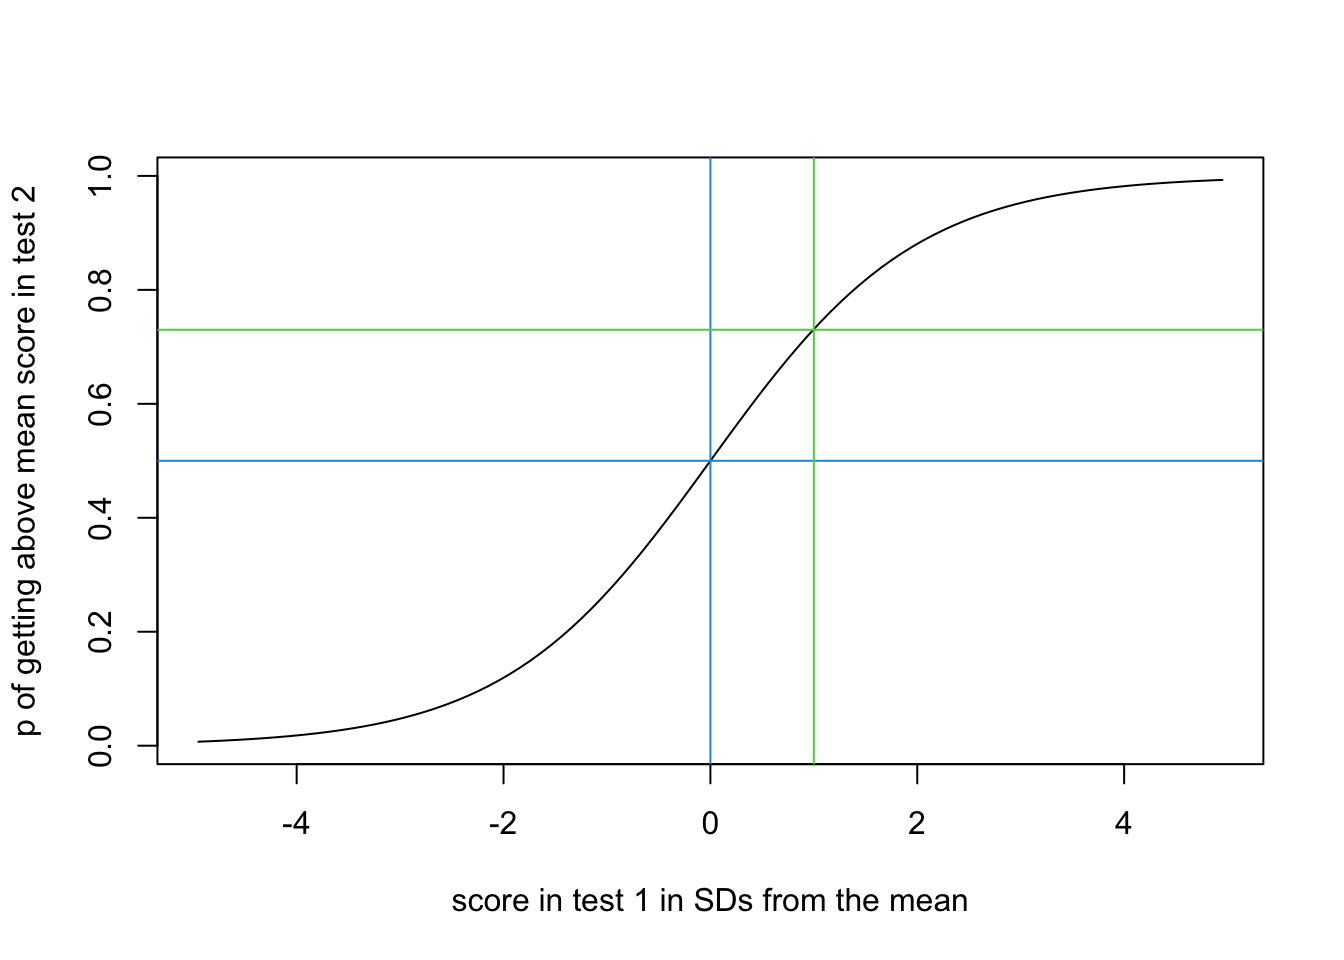 p of getting above mean score in test 2
1.0
0.8
0.6
0.4
0.2
0.0
-4 -2 0 2 4
score in test 1 in SDs from the mean